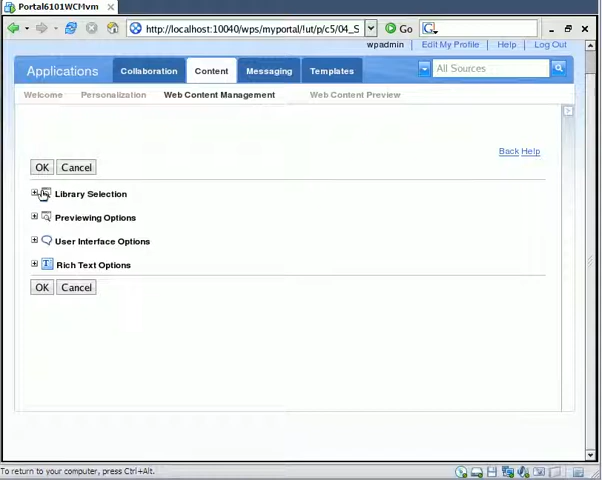 Portal6101WCMvm
http://localhost:10040/wps/myportal/!ut/p/c5/04_S
Go
wpadmin Edit My Profile Help Log Out
Applications Collaboration Content Messaging Templates All Sources
Welcome Personalization Web Content Management Web Content Preview
Back Help
OK Cancel
Library Selection
Previewing Options
User Interface Options
Rich Text Options
OK Cancel
To return to your computer, press Ctrl+Alt.